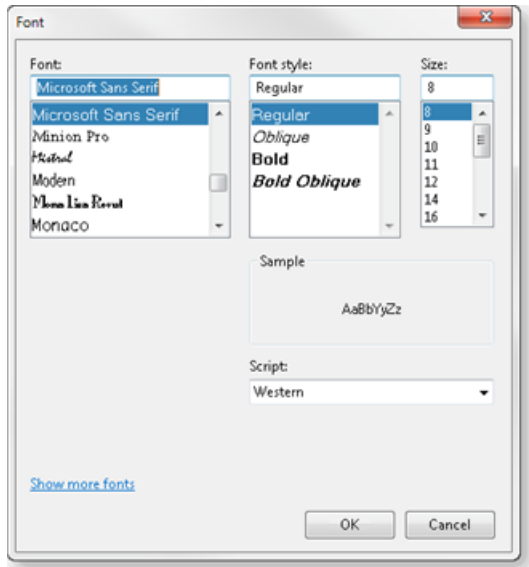 Font
Font:
Microsoft Sans Serif
Microsoft Sans Serif
Minion Pro
Mistral
Modern
Mona Lisa Recut
Monaco
Font style:
Regular
Regular
Oblique
Bold
Bold Oblique
Size:
8
8
9
10
11
12
14
16
Sample
AaBbYyZz
Script:
Western
Show more fonts
OK
Cancel